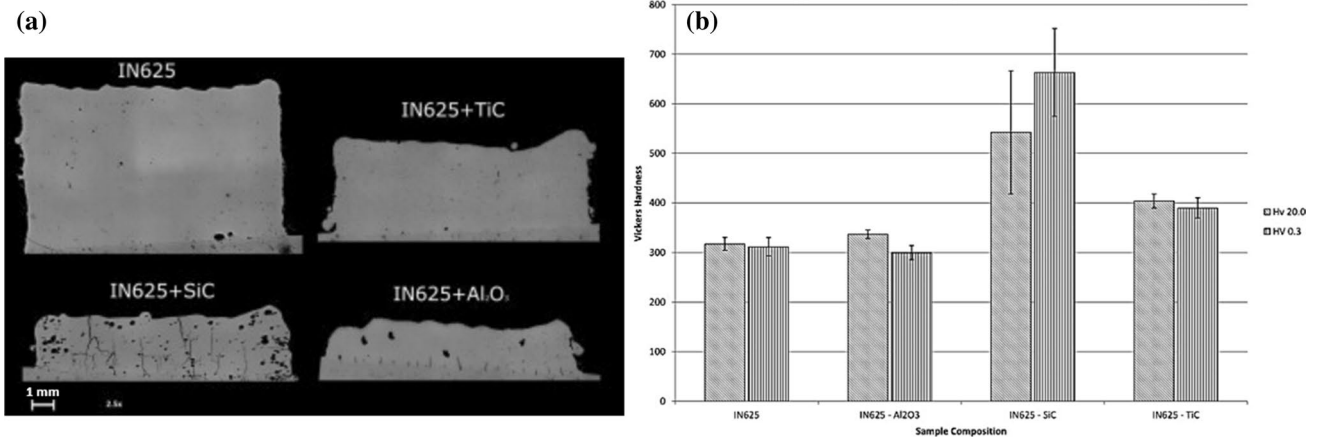 (a)
IN625
IN625+TiC
IN625+SiC
IN625+Al₂O₃
1 mm
2.5x
(b)
800
700
600
500
400
300
200
100
0
Vickers Hardness
IN625
IN625 - Al2O3
IN625 - SiC
IN625 - TiC
Sample Composition
Hv 20.0
HV 0.3